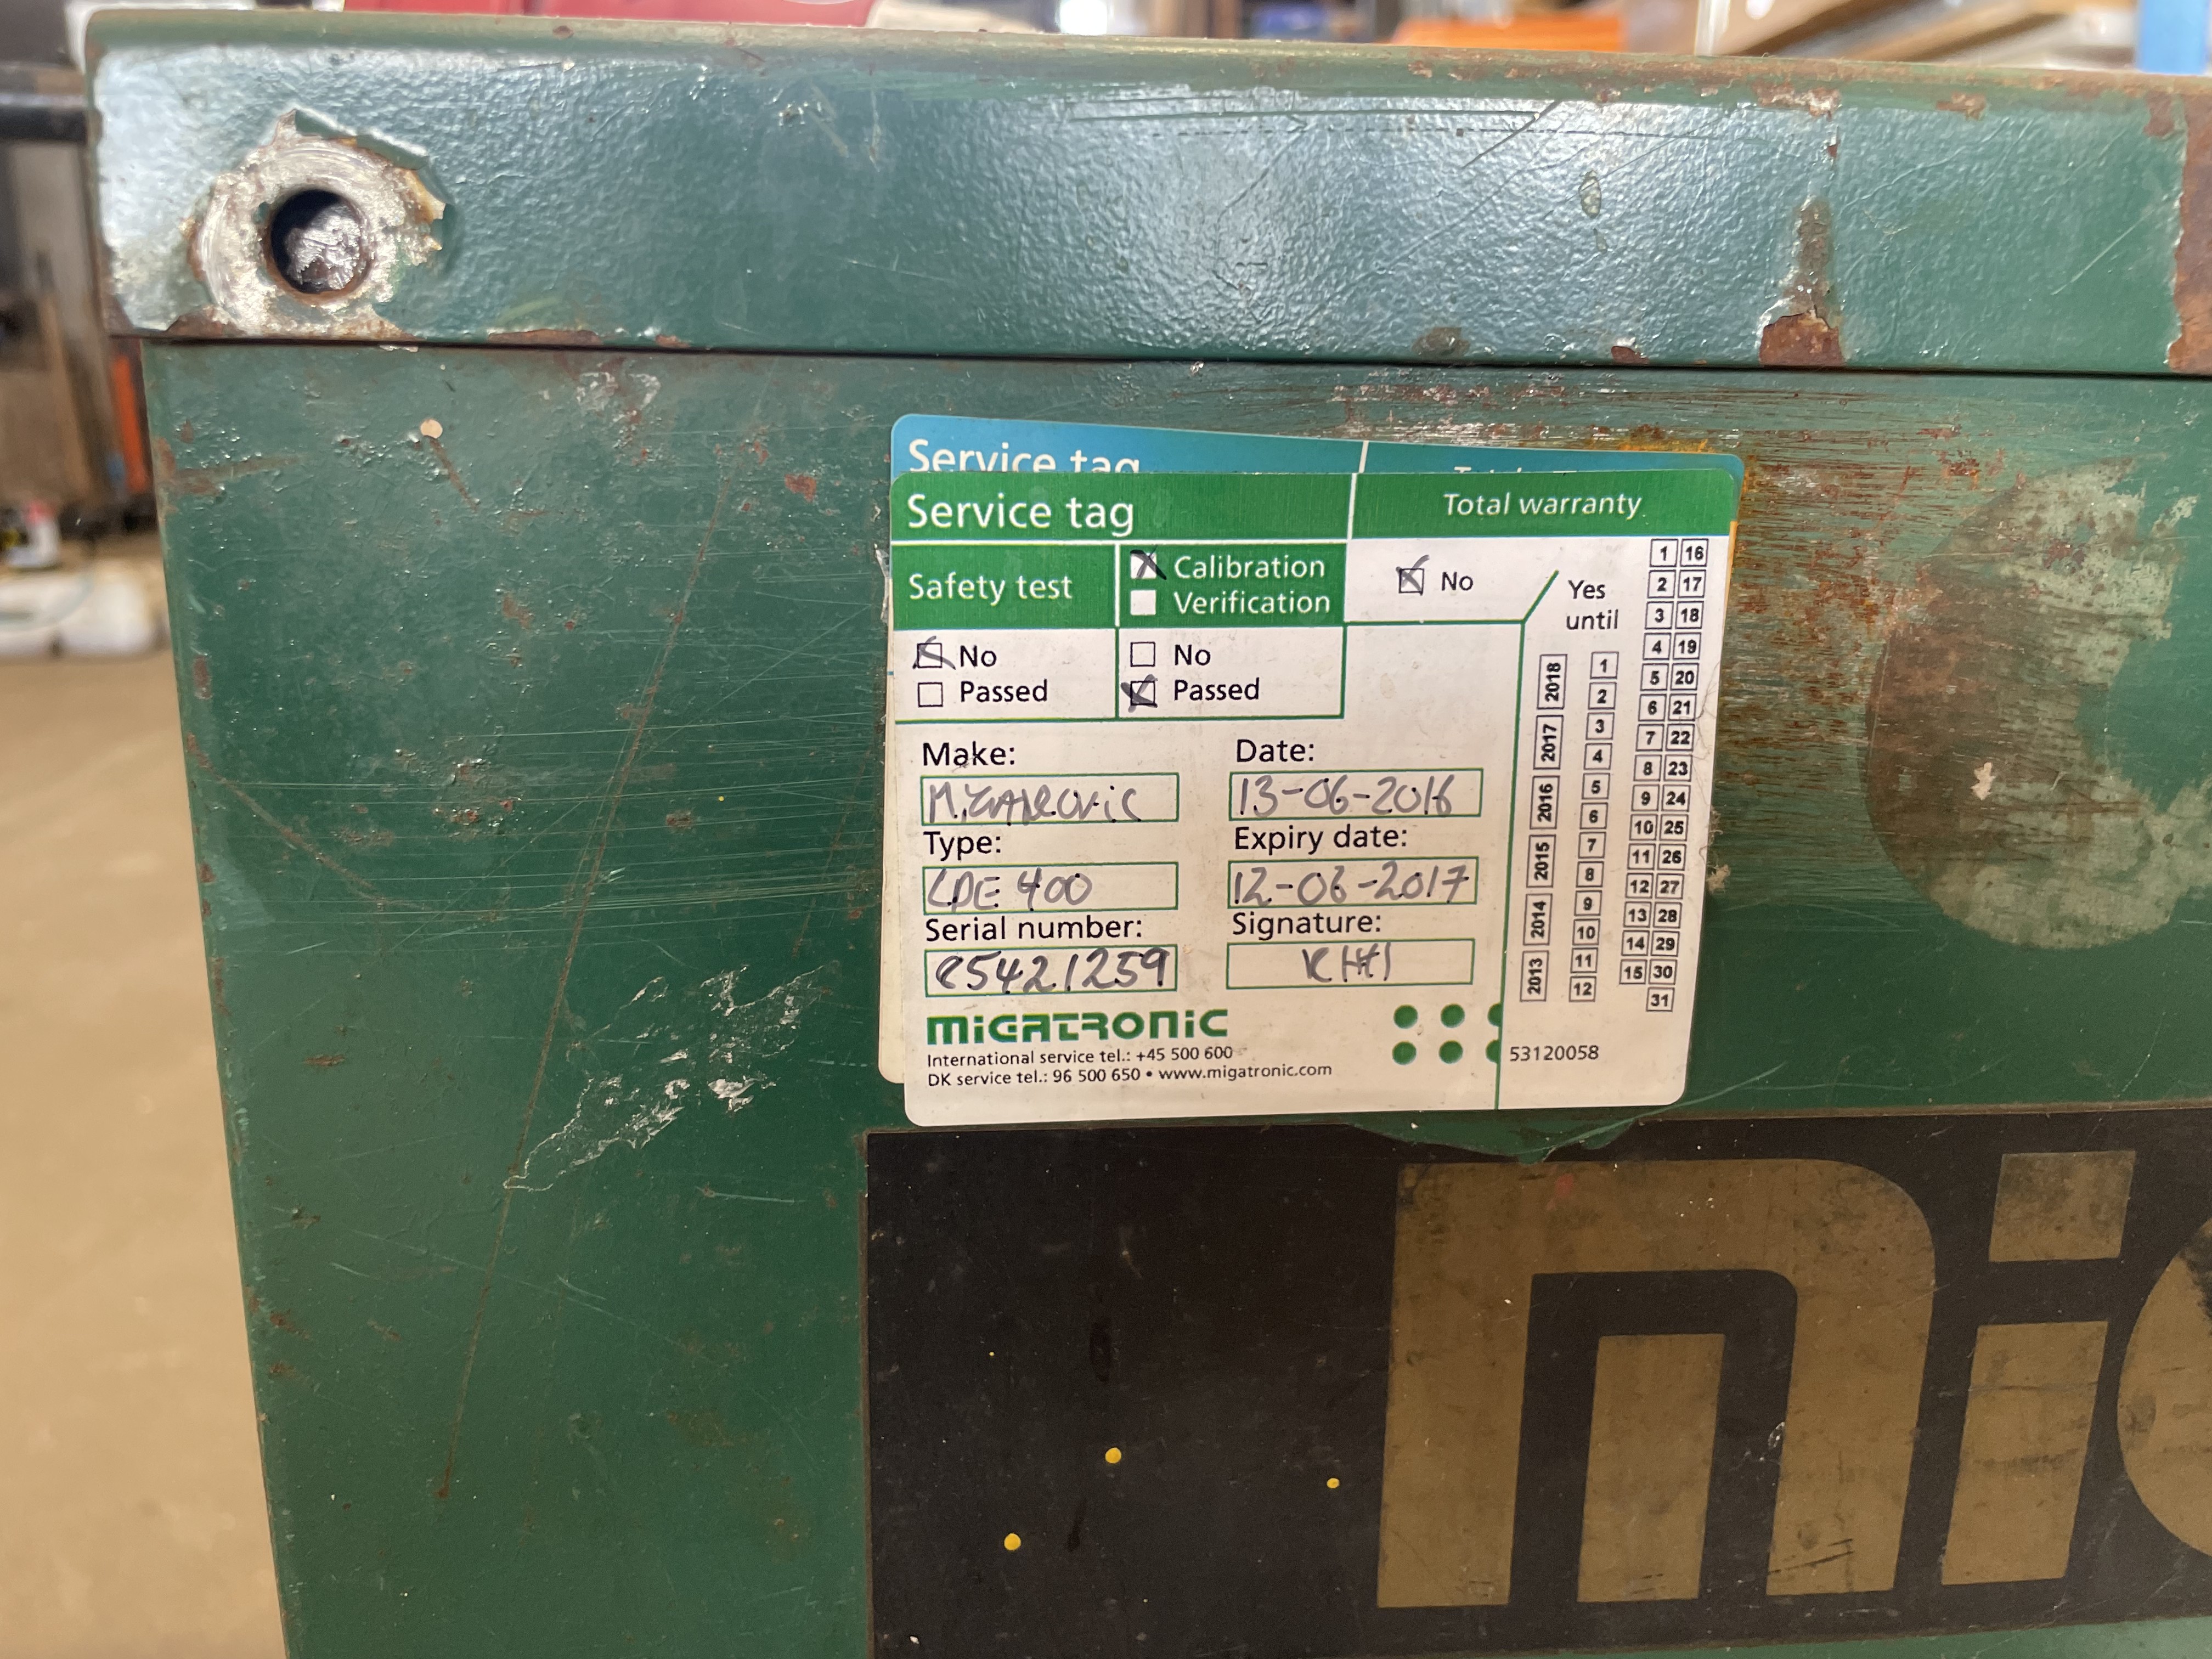 Service tag
Service tag
Total warranty
Safety test
Calibration
Verification
No
Yes
until
No
Passed
No
Passed
1 16
2 17
3 18
4 19
5 20
6 21
7 22
8 23
9 24
10 25
11 26
12 27
13 28
14 29
15 30
31
1
2
3
4
5
6
7
8
9
10
11
12
2018
2017
2016
2015
2014
2013
Make:
Migatronic
Date:
13-06-2016
Type:
LDE 400
Expiry date:
12-06-2017
Serial number:
85421259
Signature:
KHH
MiGATRONiC
International service tel.: +45 500 600
DK service tel.: 96 500 650 • www.migatronic.com
53120058
mi